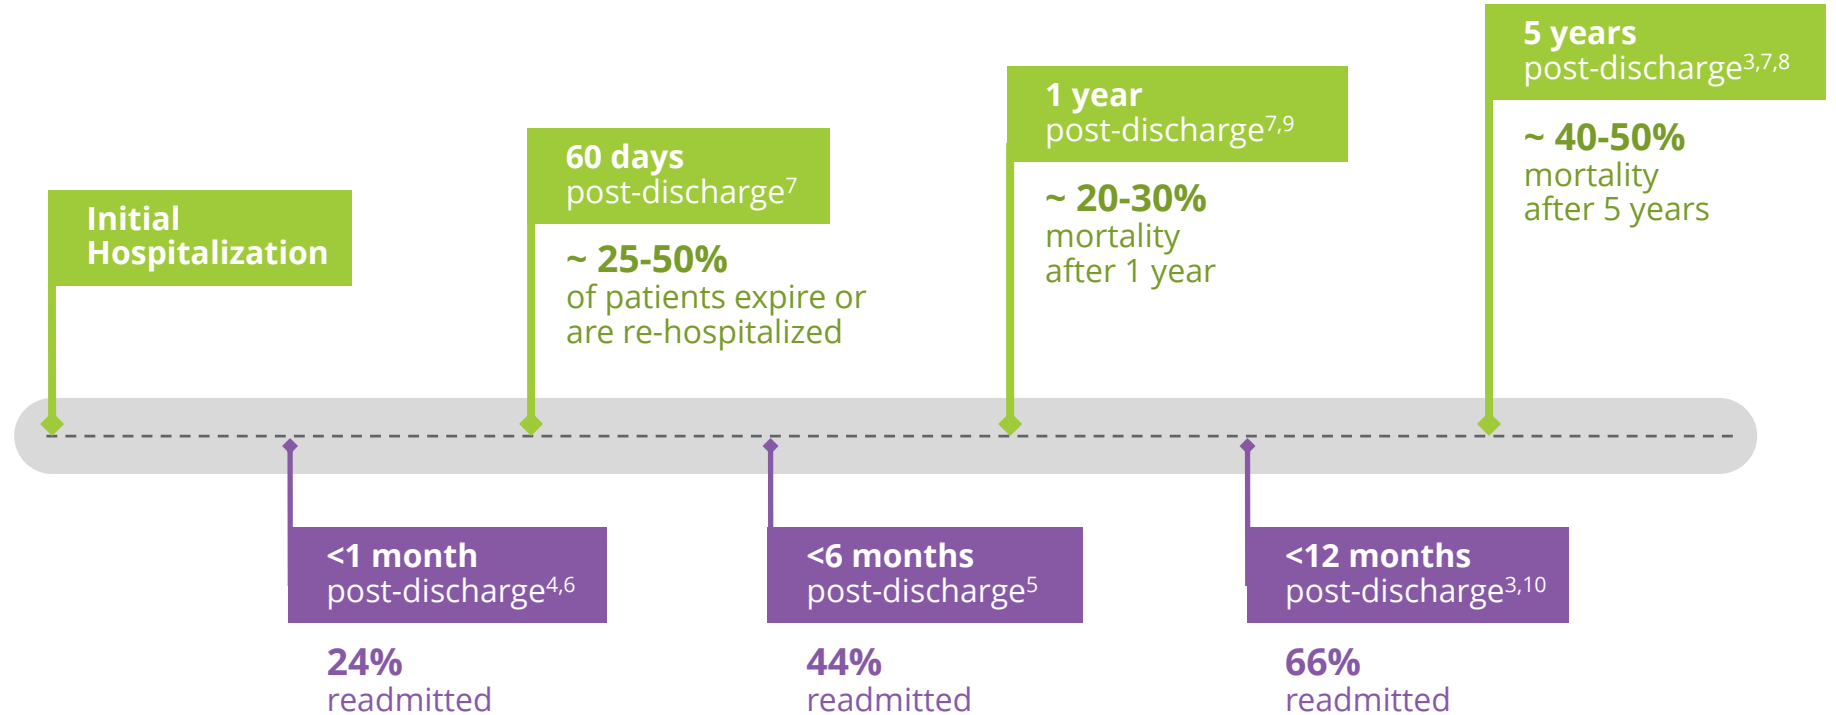 Initial
Hospitalization
60 days
post-discharge7
~ 25-50%
of patients expire or
are re-hospitalized
1 year
post-discharge7,9
~ 20-30%
mortality
after 1 year
5 years
post-discharge3,7,8
~ 40-50%
mortality
after 5 years
<1 month
post-discharge4,6
24%
readmitted
<6 months
post-discharge5
44%
readmitted
<12 months
post-discharge3,10
66%
readmitted